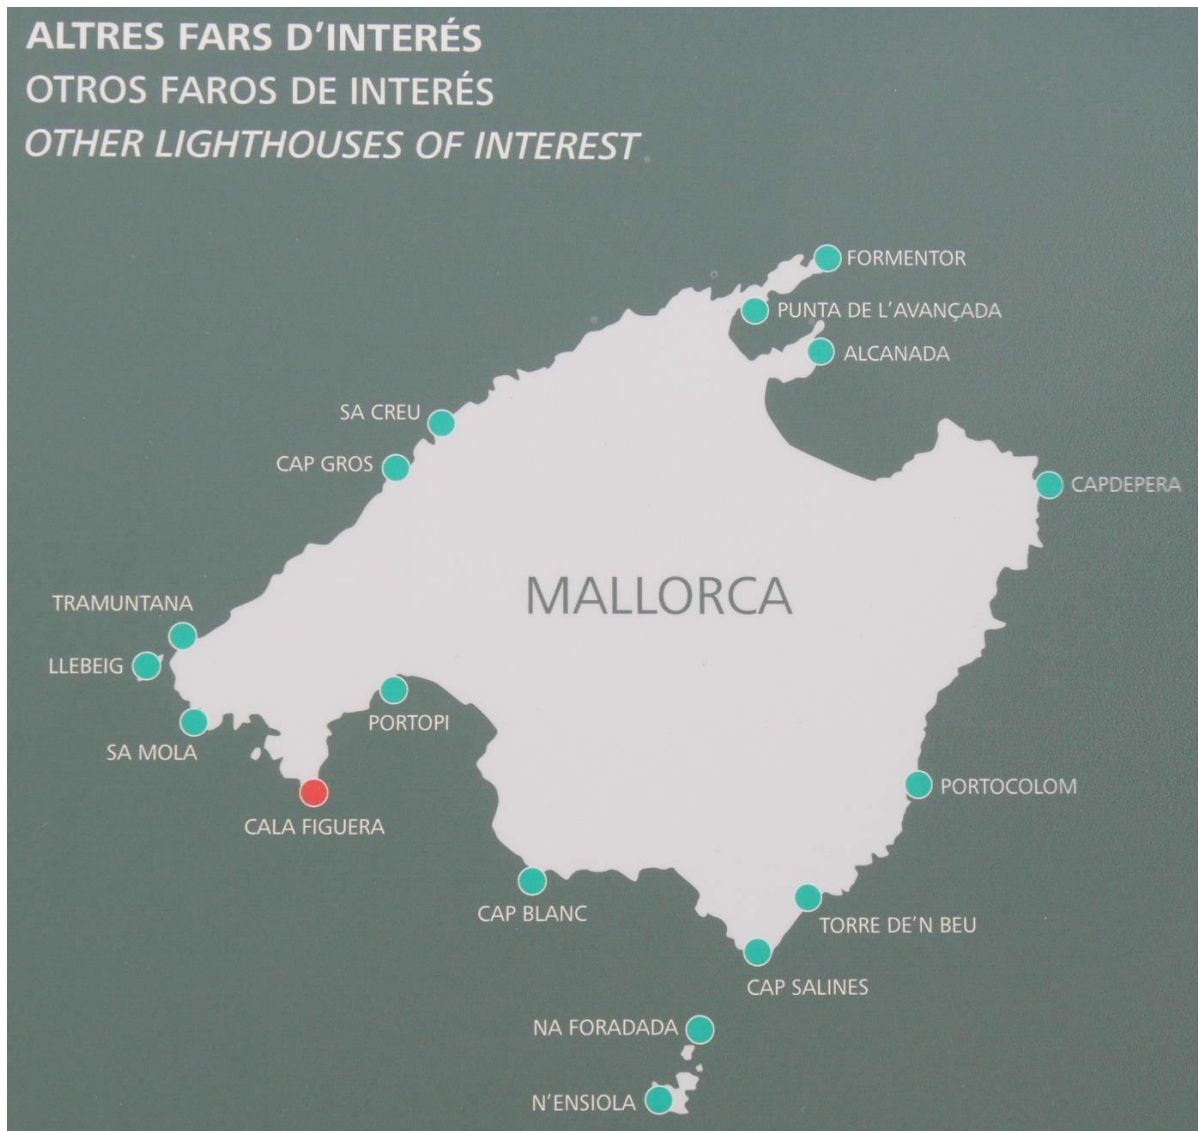 ALTRES FARS D'INTERÉS
OTROS FAROS DE INTERÉS
OTHER LIGHTHOUSES OF INTEREST
FORMENTOR
PUNTA DE L'AVANÇADA
ALCANADA
SA CREU
CAP GROS
CAPDEPERA
MALLORCA
TRAMUNTANA
LLEBEIG
SA MOLA
PORTOPI
CALA FIGUERA
PORTOCOLOM
CAP BLANC
TORRE DE'N BEU
CAP SALINES
NA FORADADA
N'ENSIOLA